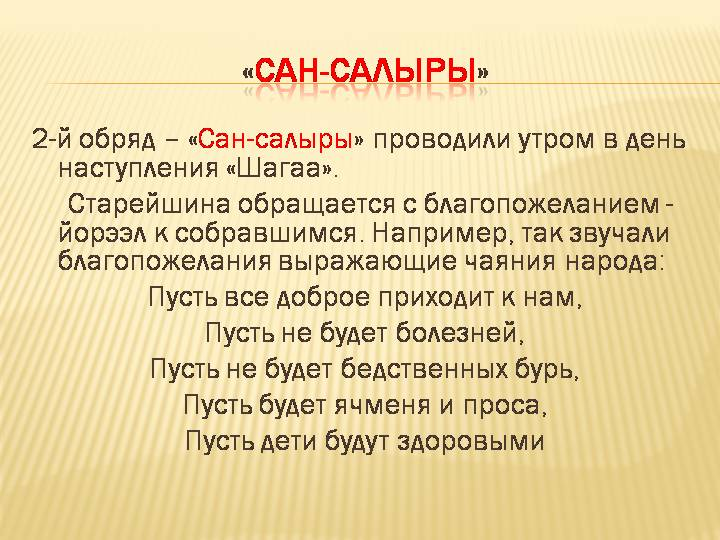 «САН-САЛЫРЫ»
2-й обряд – «Сан-салыры» проводили утром в день
наступления «Шагаа».
Старейшина обращается с благопожеланием -
йорээл к собравшимся. Например, так звучали
благопожелания выражающие чаяния народа:
Пусть все доброе приходит к нам,
Пусть не будет болезней,
Пусть не будет бедственных бурь,
Пусть будет ячменя и проса,
Пусть дети будут здоровыми